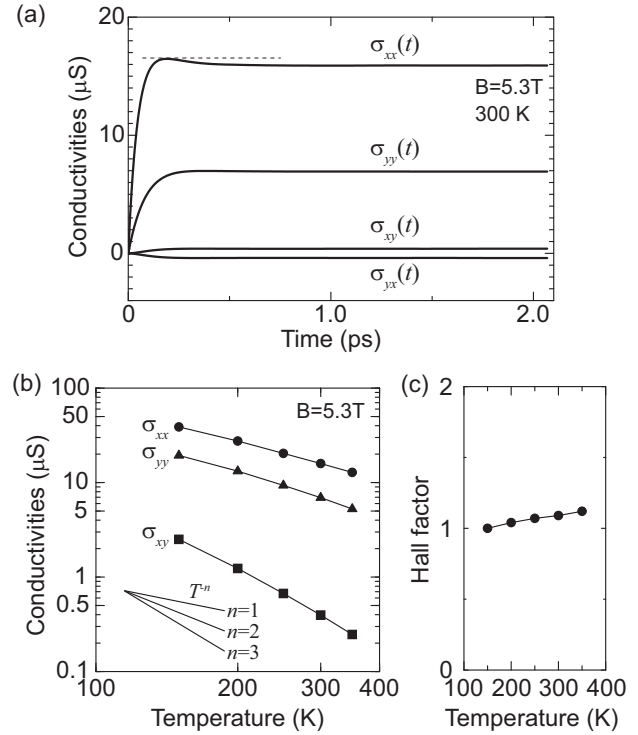 (a)
20
10
0
Conductivities (μS)
σxx(t)
B=5.3T
300 K
σyy(t)
σxy(t)
σyx(t)
0
1.0
2.0
Time (ps)
(b)
100
50
10
5
1
0.5
0.1
Conductivities (μS)
B=5.3T
σxx
σyy
σxy
T-n
n=1
n=2
n=3
100
200
300
400
Temperature (K)
(c)
2
1
0
Hall factor
100 200 300 400
Temperature (K)